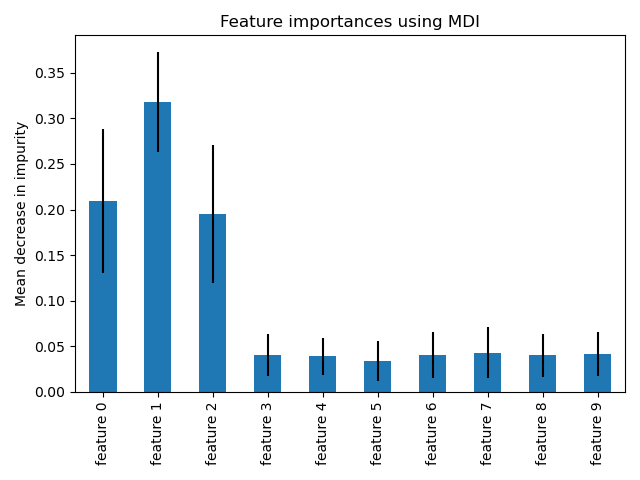 Feature importances using MDI
Mean decrease in impurity
0.35
0.30
0.25
0.20
0.15
0.10
0.05
0.00
feature 0
feature 1
feature 2
feature 3
feature 4
feature 5
feature 6
feature 7
feature 8
feature 9